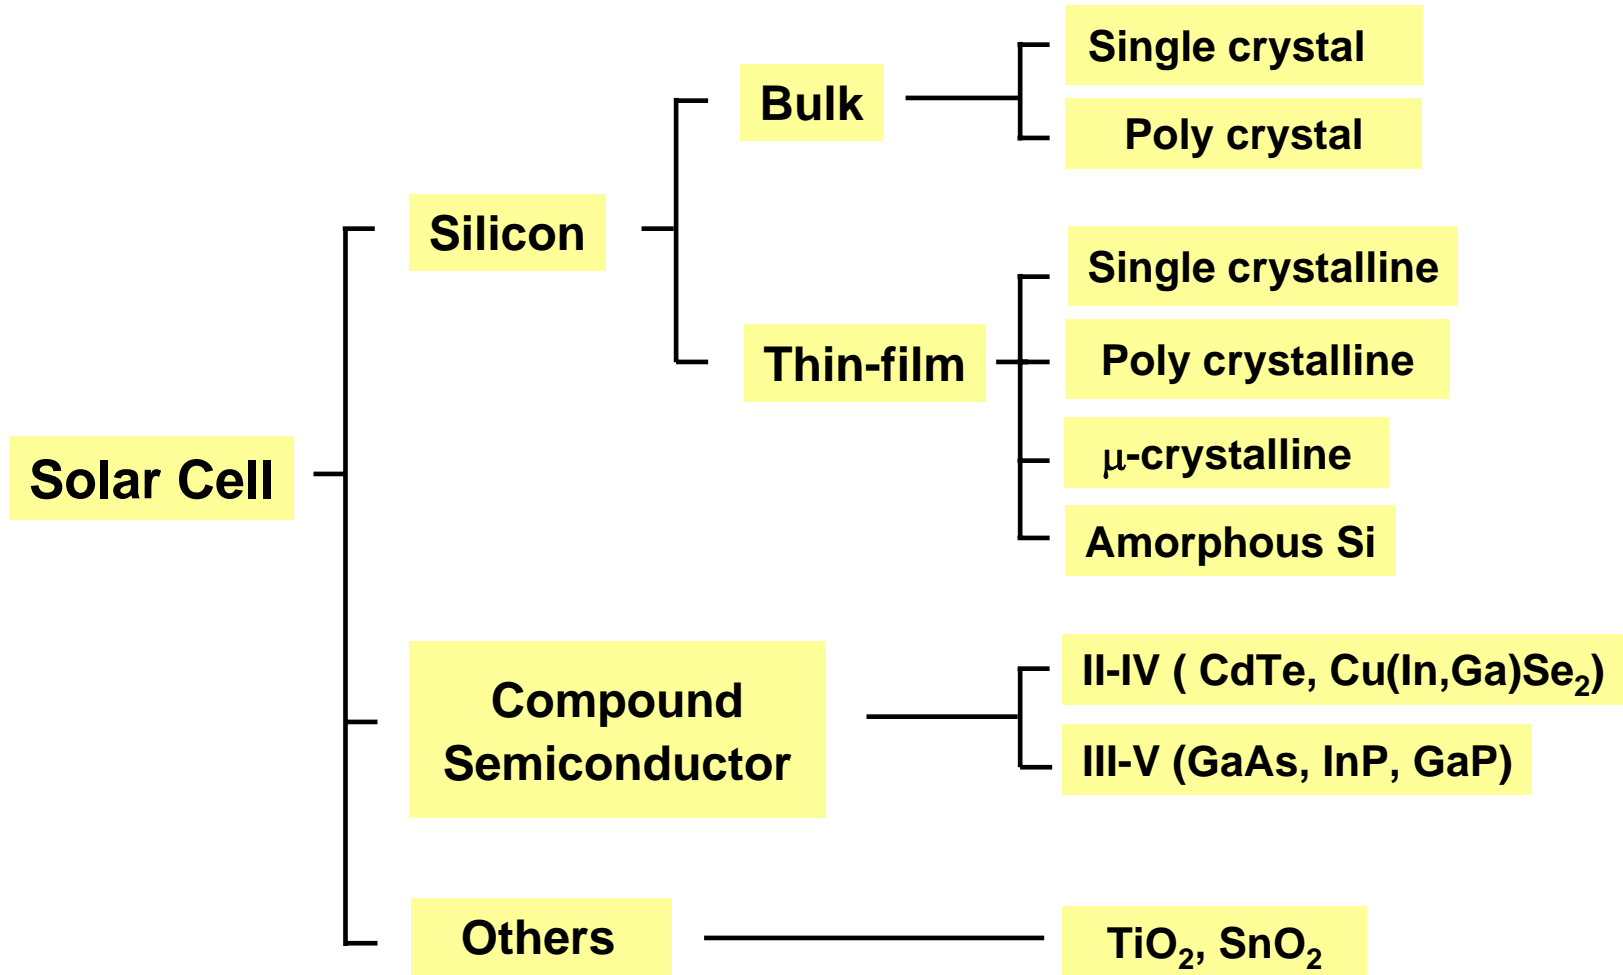 Single crystal
Bulk
Poly crystal
Silicon
Single crystalline
Thin-film
Poly crystalline
Solar Cell
μ-crystalline
Amorphous Si
Compound
Semiconductor
II-IV ( CdTe, Cu(In,Ga)Se₂)
III-V (GaAs, InP, GaP)
Others
TiO₂, SnO₂